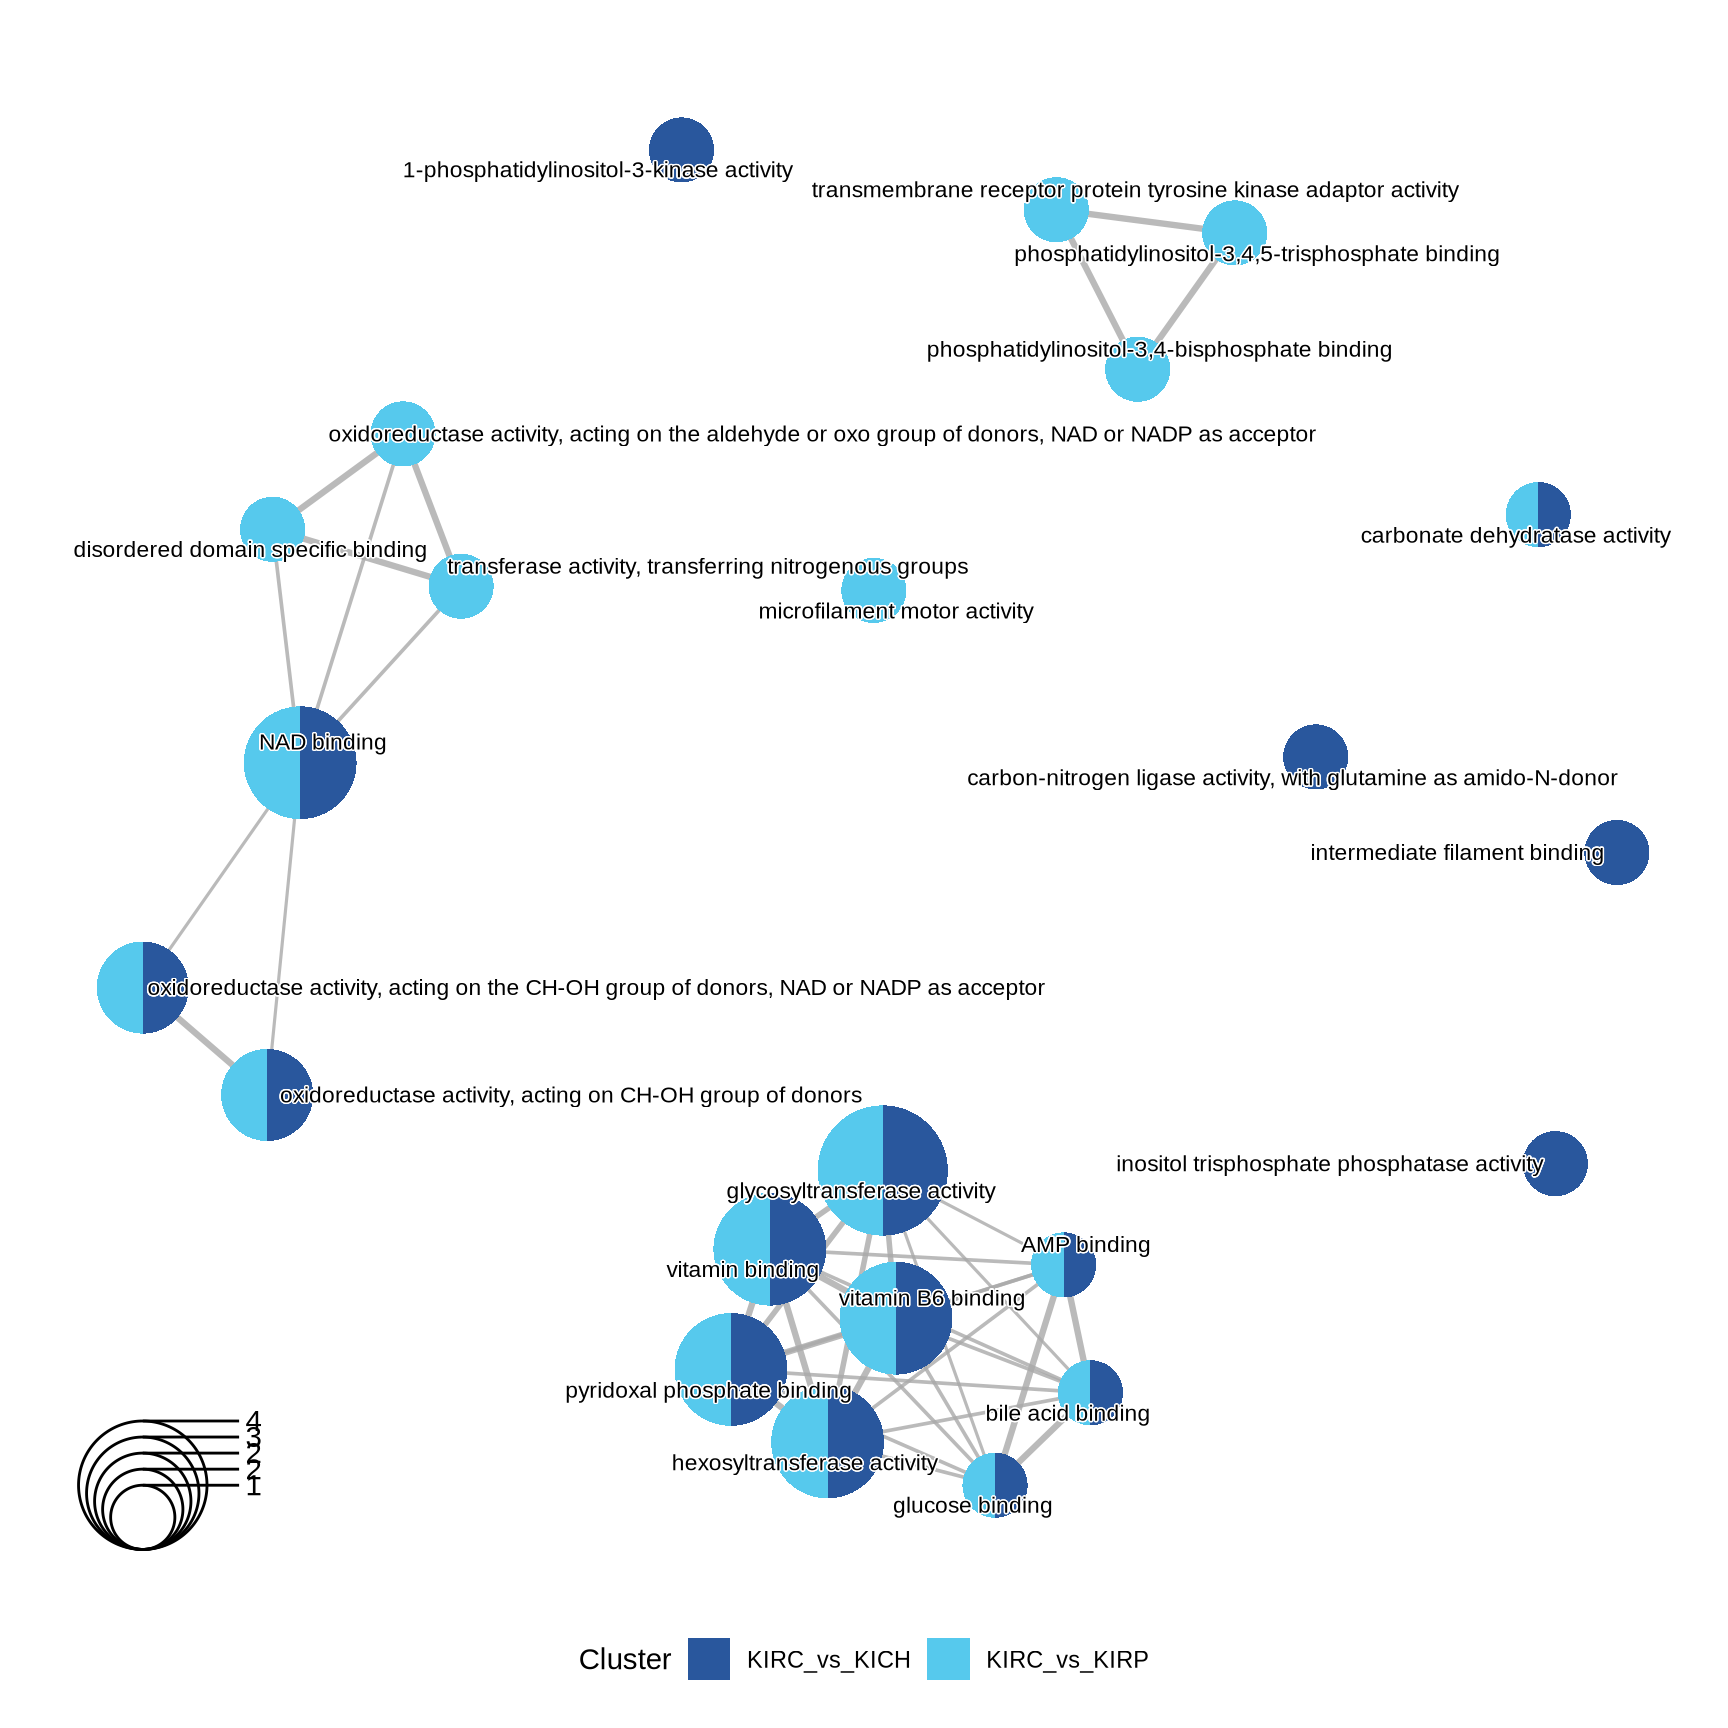 1-phosphatidylinositol-3-kinase activity
transmembrane receptor protein tyrosine kinase adaptor activity
phosphatidylinositol-3,4,5-trisphosphate binding
phosphatidylinositol-3,4-bisphosphate binding
oxidoreductase activity, acting on the aldehyde or oxo group of donors, NAD or NADP as acceptor
carbonate dehydratase activity
disordered domain specific binding
transferase activity, transferring nitrogenous groups
microfilament motor activity
NAD binding
carbon-nitrogen ligase activity, with glutamine as amido-N-donor
intermediate filament binding
oxidoreductase activity, acting on the CH-OH group of donors, NAD or NADP as acceptor
oxidoreductase activity, acting on CH-OH group of donors
inositol trisphosphate phosphatase activity
glycosyltransferase activity
AMP binding
vitamin binding
vitamin B6 binding
pyridoxal phosphate binding
bile acid binding
hexosyltransferase activity
glucose binding
4
3
2
2
1
Cluster KIRC_vs_KICH KIRC_vs_KIRP